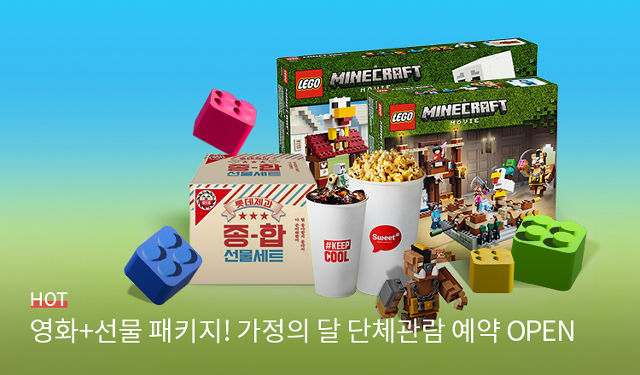 LEGO
MINECRAFT
MOVIE
LEGO
MINECRAFT
MOVIE
롯데제과
종·합
선물세트
#KEEP
COOL
Sweet
HOT
영화+선물 패키지! 가정의 달 단체관람 예약 OPEN